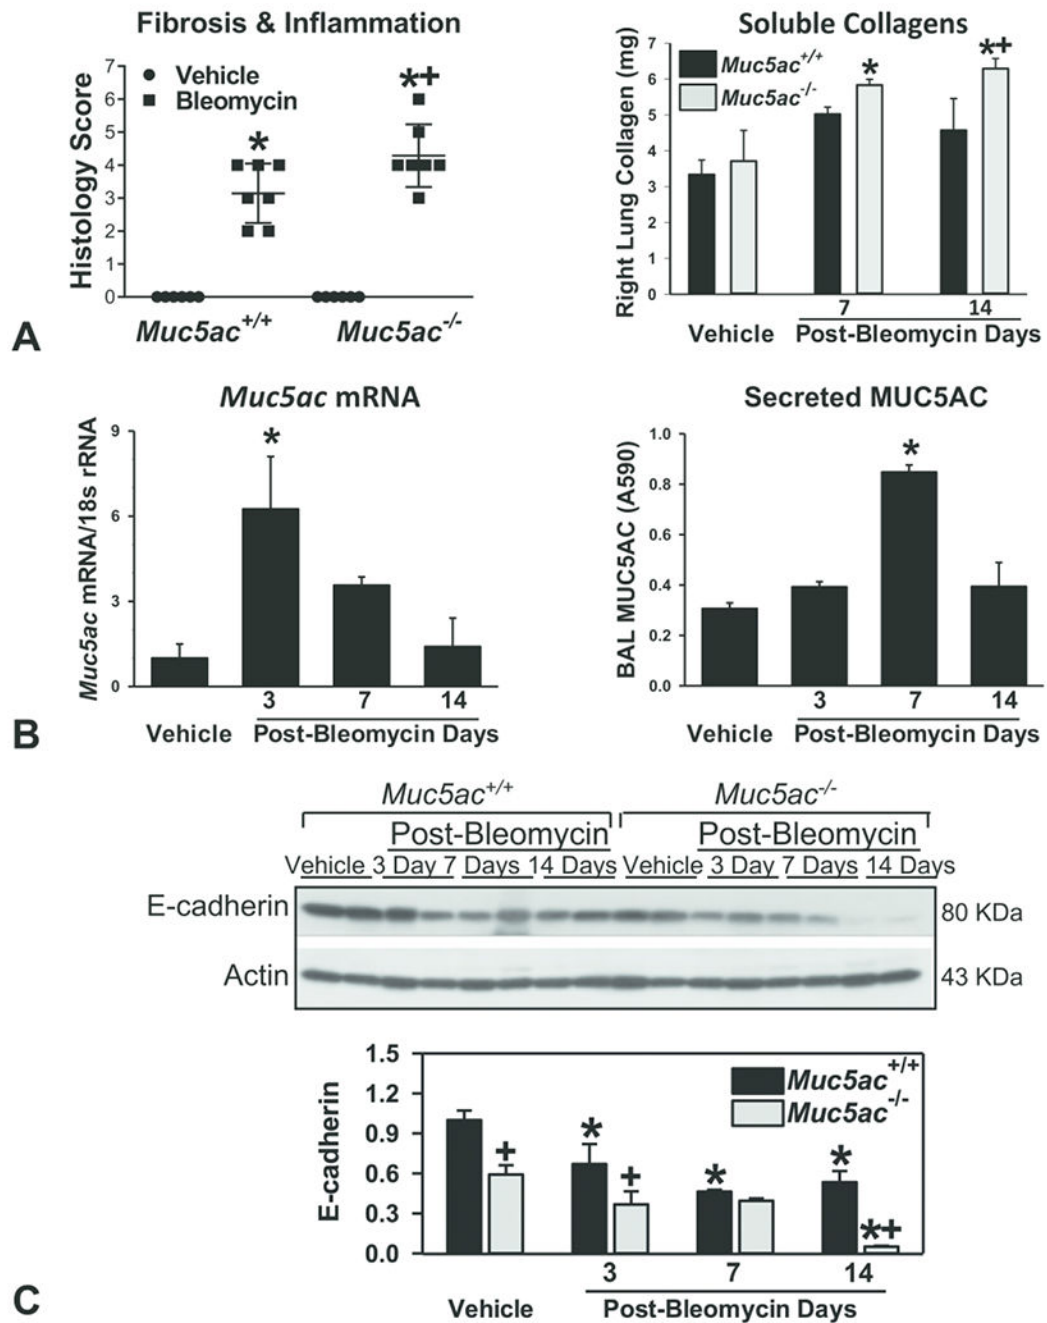 Fibrosis & Inflammation
Histology Score
7
6
5
4
3
2
1
0
Vehicle
Bleomycin
*
*+
Muc5ac+/+
Muc5ac-/-
A
Soluble Collagens
Right Lung Collagen (mg)
7
6
5
4
3
2
1
0
Muc5ac+/+
Muc5ac-/-
*
*+
7
14
Vehicle
Post-Bleomycin Days
Muc5ac mRNA
Muc5ac mRNA/18s rRNA
9
6
3
0
*
3
7
14
Vehicle
Post-Bleomycin Days
B
Secreted MUC5AC
BAL MUC5AC (A590)
1.0
0.8
0.6
0.4
0.2
0.0
*
3
7
14
Vehicle
Post-Bleomycin Days
Muc5ac+/+
Muc5ac-/-
Post-Bleomycin
Post-Bleomycin
Vehicle 3 Day 7 Days 14 Days Vehicle 3 Day 7 Days 14 Days
E-cadherin
80 KDa
Actin
43 KDa
E-cadherin
1.5
1.2
0.9
0.6
0.3
0.0
Muc5ac+/+
Muc5ac-/-
+
*
+
*
*
*+
3
7
14
Vehicle
Post-Bleomycin Days
C